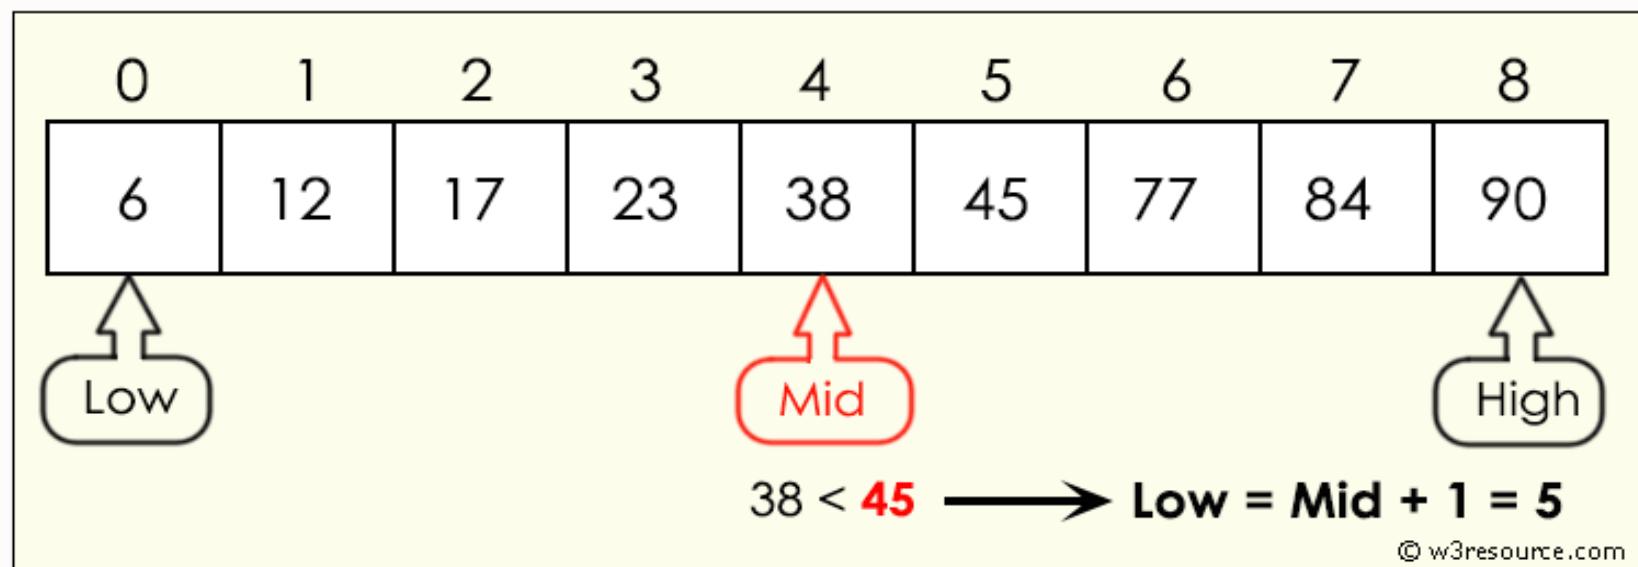 0 1 2 3 4 5 6 7 8
6 12 17 23 38 45 77 84 90
Low Mid High
38 < 45 Low = Mid + 1 = 5
© w3resource.com